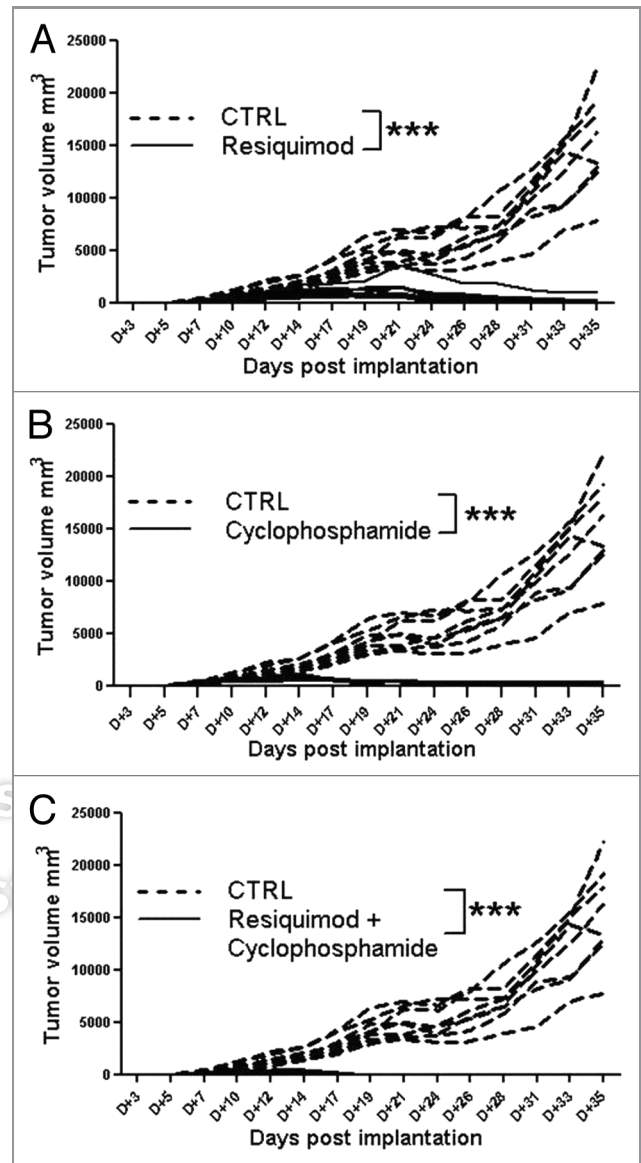 A
Tumor volume mm3
25000
20000
15000
10000
5000
0
CTRL
Resiquimod
***
D+3 D+5 D+7 D+10 D+12 D+14 D+17 D+19 D+21 D+24 D+26 D+28 D+31 D+33 D+35
Days post implantation
B
Tumor volume mm3
25000
20000
15000
10000
5000
0
CTRL
Cyclophosphamide
***
D+3 D+5 D+7 D+10 D+12 D+14 D+17 D+19 D+21 D+24 D+26 D+28 D+31 D+33 D+35
Days post implantation
C
Tumor volume mm3
25000
20000
15000
10000
5000
0
CTRL
Resiquimod +
Cyclophosphamide
***
D+3 D+5 D+7 D+10 D+12 D+14 D+17 D+19 D+21 D+24 D+26 D+28 D+31 D+33 D+35
Days post implantation